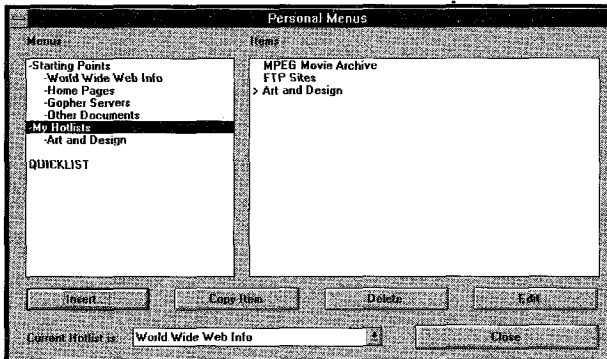 Personal Menus
Menus
Items
-Starting Points
-World Wide Web Info
-Home Pages
-Gopher Servers
-Other Documents
-My Hotlists
-Art and Design
QUICKLIST
MPEG Movie Archive
FTP Sites
> Art and Design
Insert
Copy Item
Delete
Edit
Current Hotlist is:
World Wide Web Info
Close